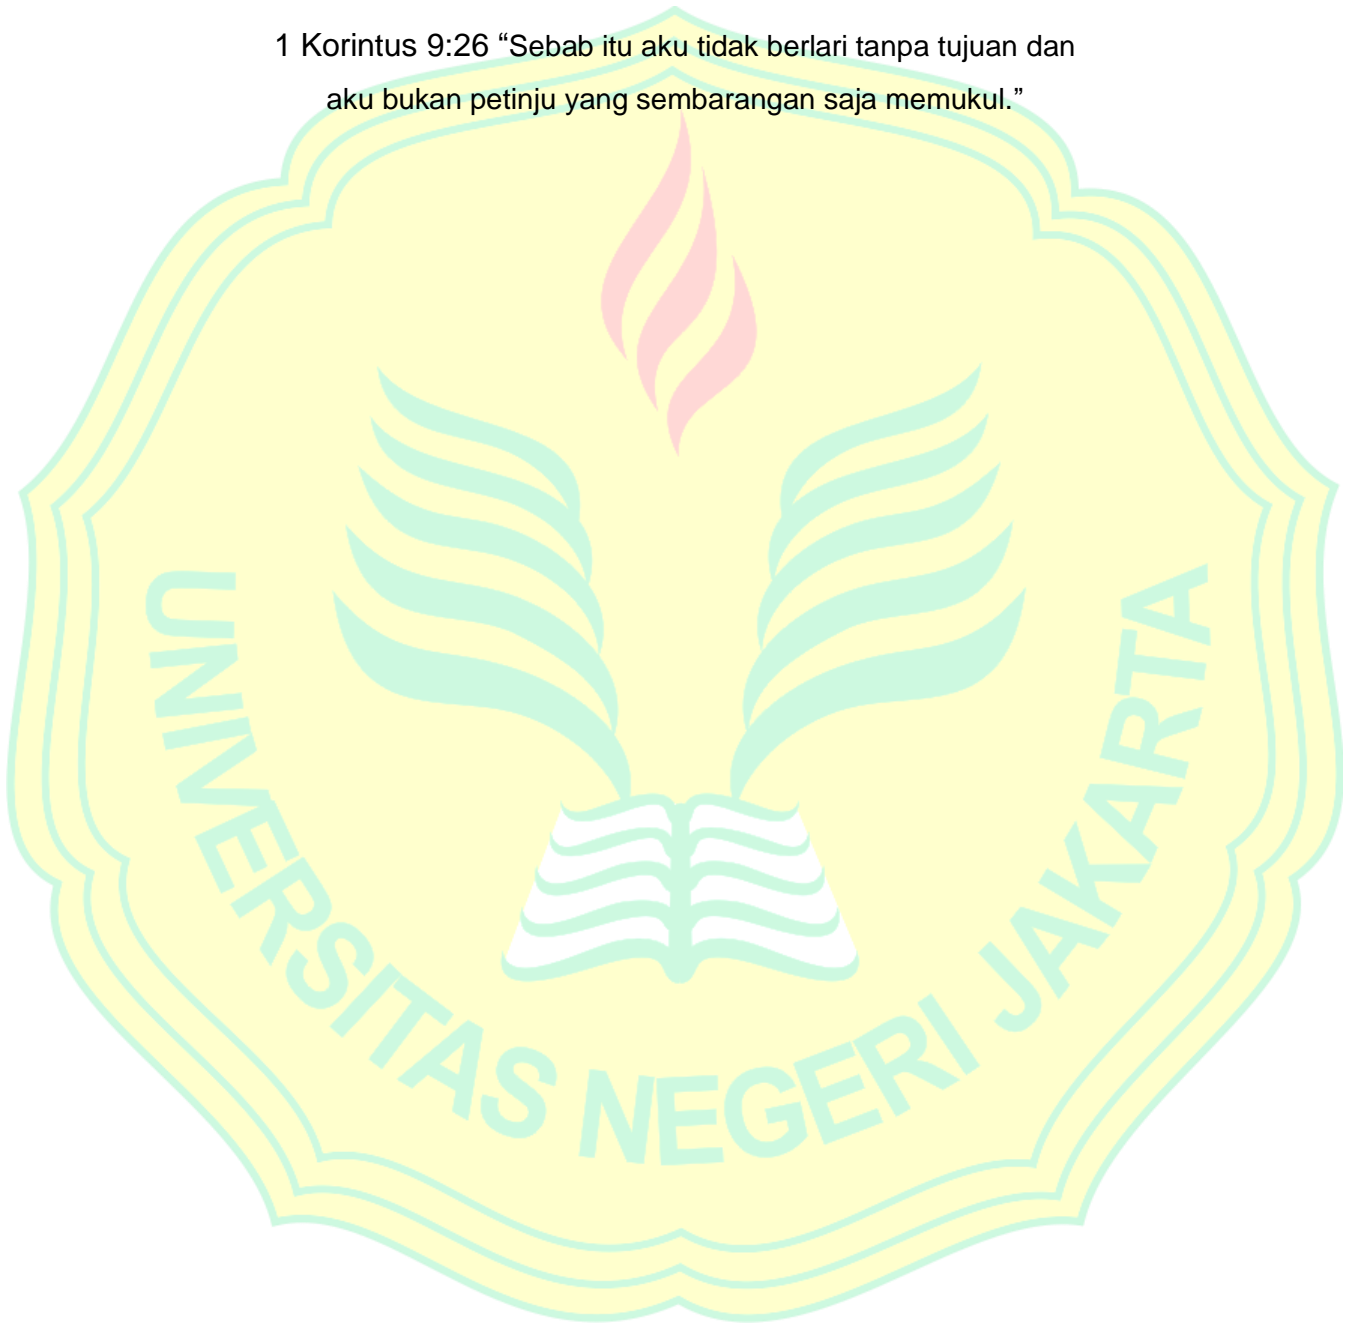 1 Korintus 9:26 “Sebab itu aku tidak berlari tanpa tujuan dan
aku bukan petinju yang sembarangan saja memukul.”
UNIVERSITAS NEGERI JAKARTA